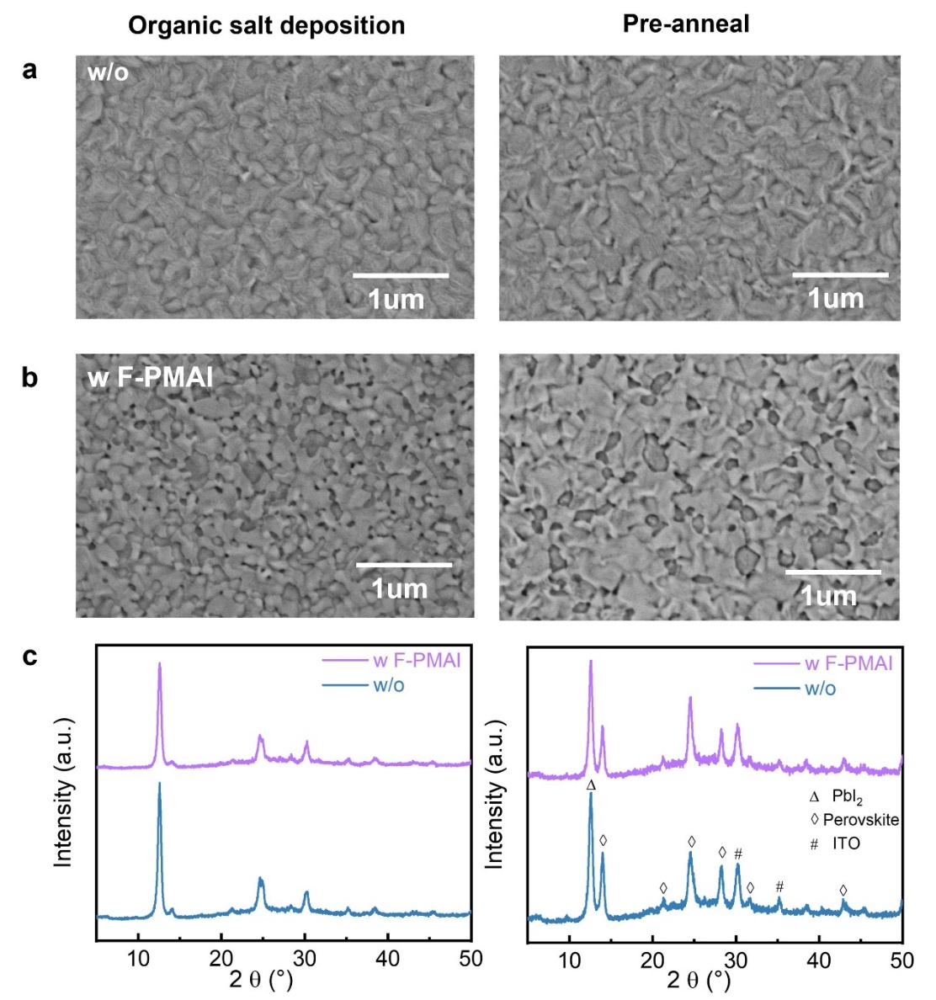 Organic salt deposition
Pre-anneal
a
w/o
1um
1um
b
w F-PMAI
1um
1um
c
Intensity (a.u.)
w F-PMAI
w/o
10 20 30 40 50
2 θ (°)
Intensity (a.u.)
w F-PMAI
w/o
Δ PbI₂
◊ Perovskite
# ITO
Δ
◊ ◊ ◊ ◊ # ◊ # ◊
10 20 30 40 50
2 θ (°)